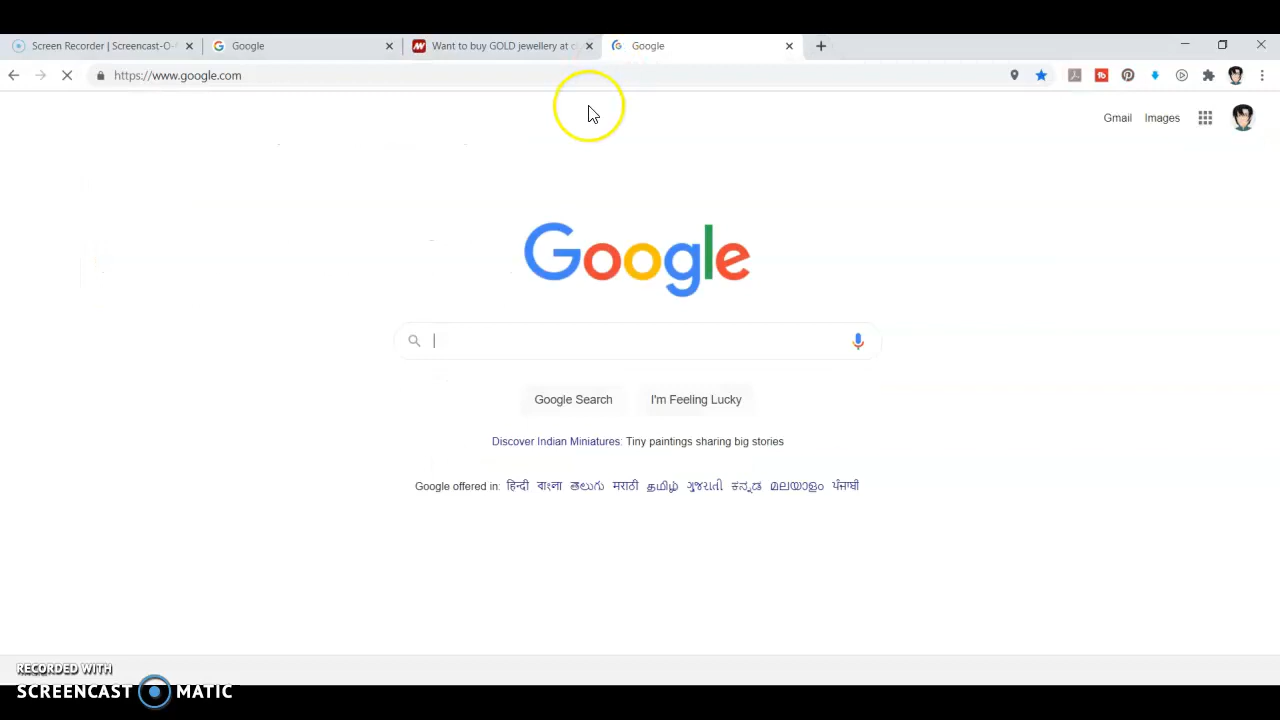 Screen Recorder | Screencast-O-
Google
Want to buy GOLD jewellery at
Google
https://www.google.com
Gmail Images
Google
Google Search
I'm Feeling Lucky
Discover Indian Miniatures: Tiny paintings sharing big stories
Google offered in: हिन्दी বাংলা తెలుగు मराठी தமிழ் ગુજરાતી ಕನ್ನಡ മലയാളം ਪੰਜਾਬੀ
RECORDED WITH
SCREENCAST MATIC